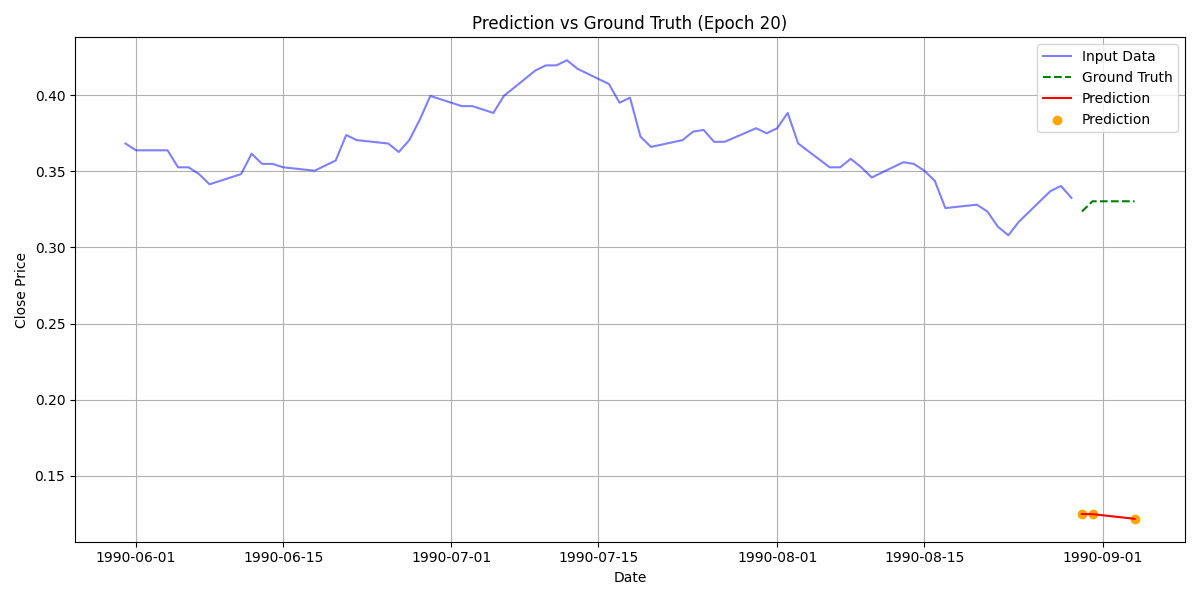 Prediction vs Ground Truth (Epoch 20)
Input Data
Ground Truth
Prediction
Prediction
Close Price
0.40
0.35
0.30
0.25
0.20
0.15
1990-06-01
1990-06-15
1990-07-01
1990-07-15
1990-08-01
1990-08-15
1990-09-01
Date